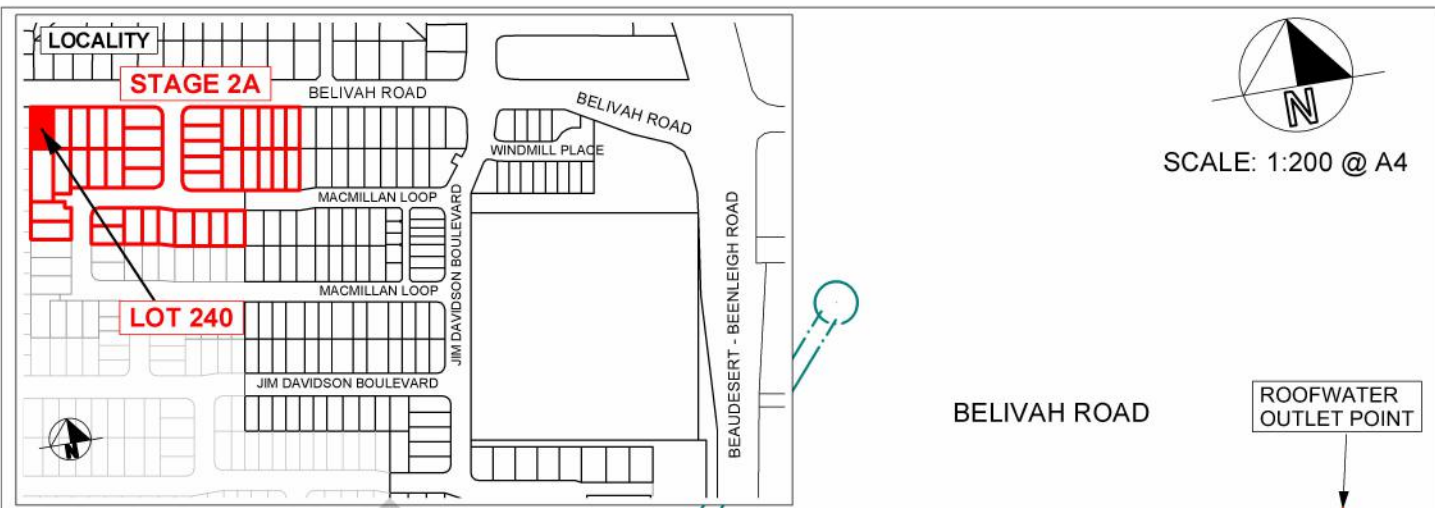 LOCALITY
STAGE 2A
BELIVAH ROAD
BELIVAH ROAD
WINDMILL PLACE
MACMILLAN LOOP
JIM DAVIDSON BOULEVARD
BEAUDESERT - BEENLEIGH ROAD
MACMILLAN LOOP
LOT 240
JIM DAVIDSON BOULEVARD
N
N
SCALE: 1:200 @ A4
BELIVAH ROAD
ROOFWATER
OUTLET POINT